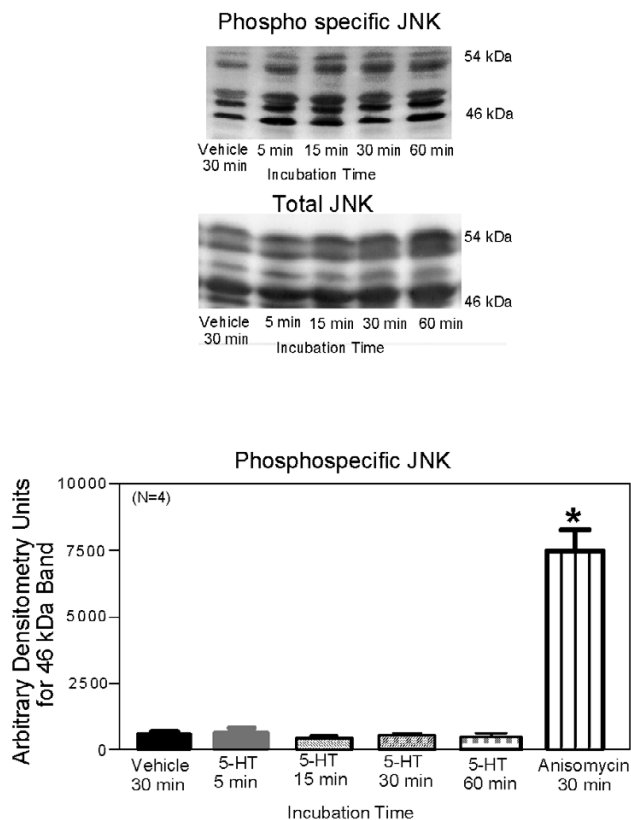 Phospho specific JNK
54 kDa
46 kDa
Vehicle 30 min
5 min 15 min 30 min 60 min
Incubation Time
Total JNK
54 kDa
46 kDa
Vehicle 30 min
5 min 15 min 30 min 60 min
Incubation Time
Phosphospecific JNK
Arbitrary Densitometry Units
for 46 kDa Band
10000
7500
5000
2500
0
(N=4)
*
Vehicle 5-HT 5-HT 5-HT 5-HT Anisomycin
30 min 5 min 15 min 30 min 60 min 30 min
Incubation Time